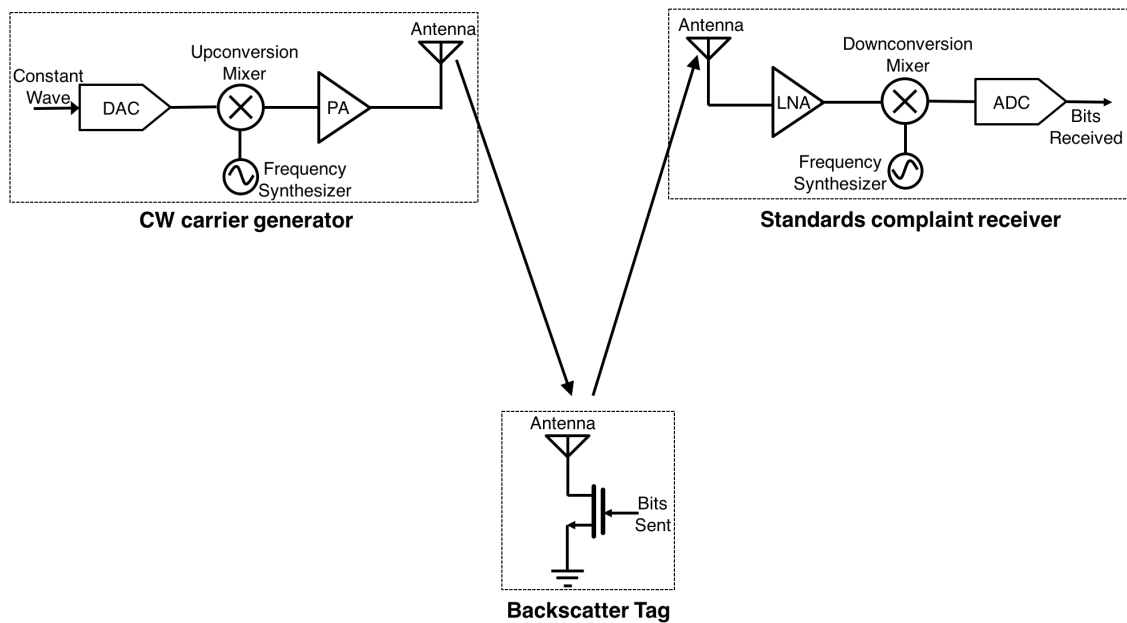 Antenna
Upconversion
Mixer
Constant
Wave
DAC
PA
Frequency
Synthesizer
CW carrier generator
Antenna
Downconversion
Mixer
LNA
ADC
Bits
Received
Frequency
Synthesizer
Standards complaint receiver
Antenna
Bits
Sent
Backscatter Tag